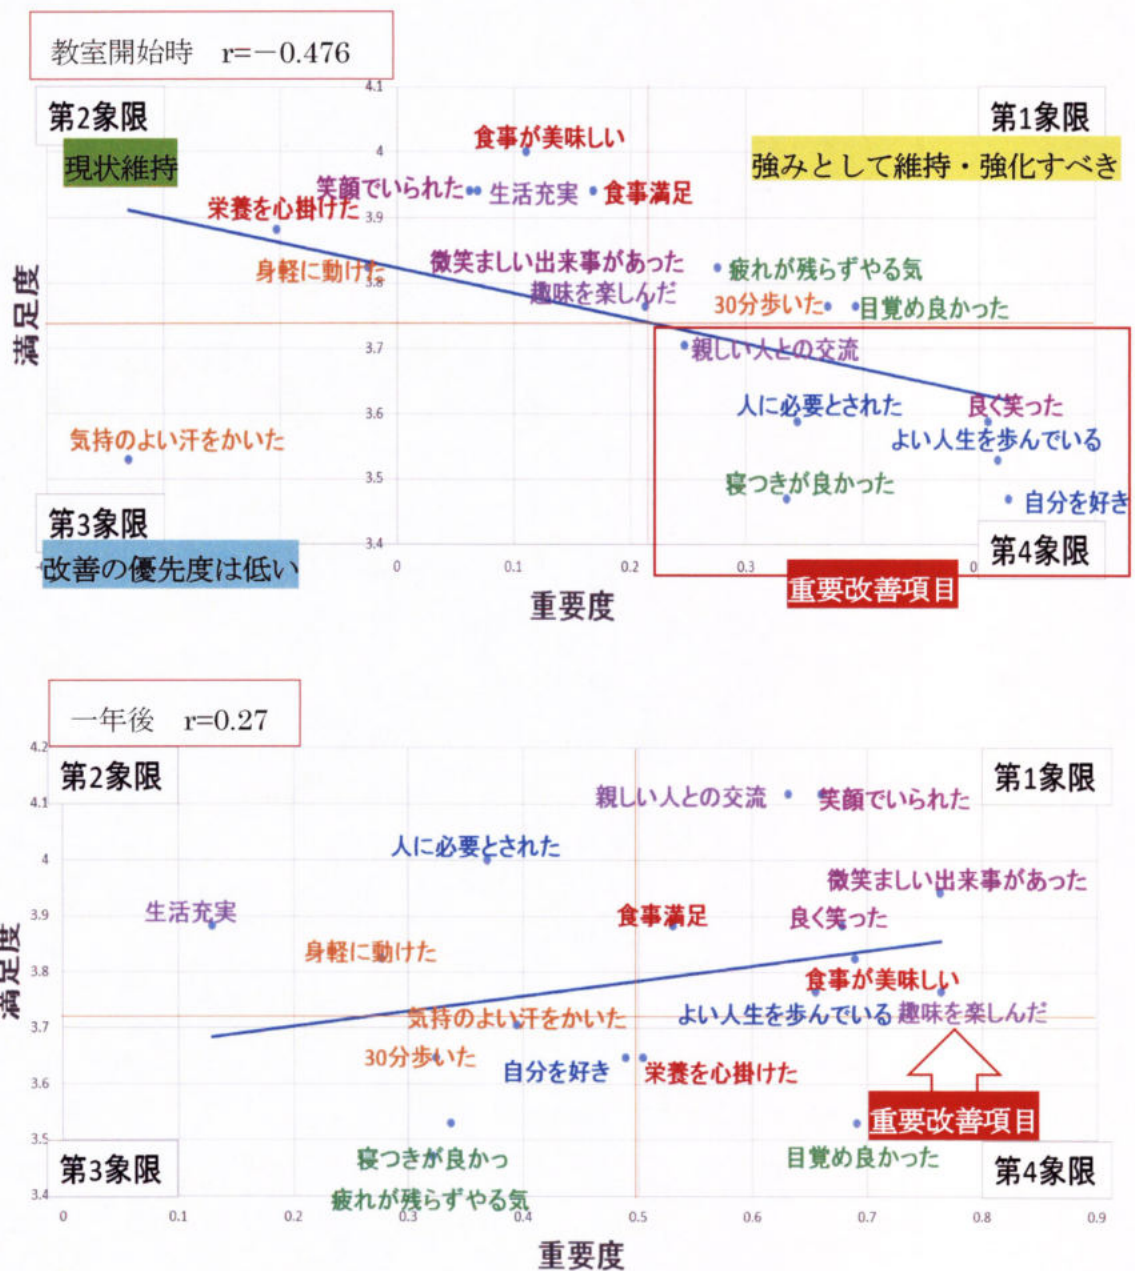 教室開始時 r=−0.476
4.1
第2象限
第1象限
現状維持
食事が美味しい
4
強みとして維持・強化すべき
笑顔でいられた
生活充実
食事満足
栄養を心掛けた
3.9
身軽に動けた
微笑ましい出来事があった
疲れが残らずやる気
3.8
趣味を楽しんだ
30分歩いた
目覚め良かった
満足度
3.7
親しい人との交流
3.6
人に必要とされた
良く笑った
気持のよい汗をかいた
よい人生を歩んでいる
3.5
寝つきが良かった
自分を好き
第3象限
3.4
第4象限
改善の優先度は低い
0
0.1
0.2
0.3
重要改善項目
重要度
一年後 r=0.27
4.2
第2象限
第1象限
4.1
親しい人との交流
笑顔でいられた
人に必要とされた
4
微笑ましい出来事があった
生活充実
3.9
食事満足
良く笑った
身軽に動けた
満足度
3.8
食事が美味しい
気持のよい汗をかいた
よい人生を歩んでいる
趣味を楽しんだ
3.7
30分歩いた
自分を好き
栄養を心掛けた
3.6
重要改善項目
3.5
寝つきが良かっ
目覚め良かった
第3象限
第4象限
3.4
疲れが残らずやる気
0
0.1
0.2
0.3
0.4
0.5
0.6
0.7
0.8
0.9
重要度